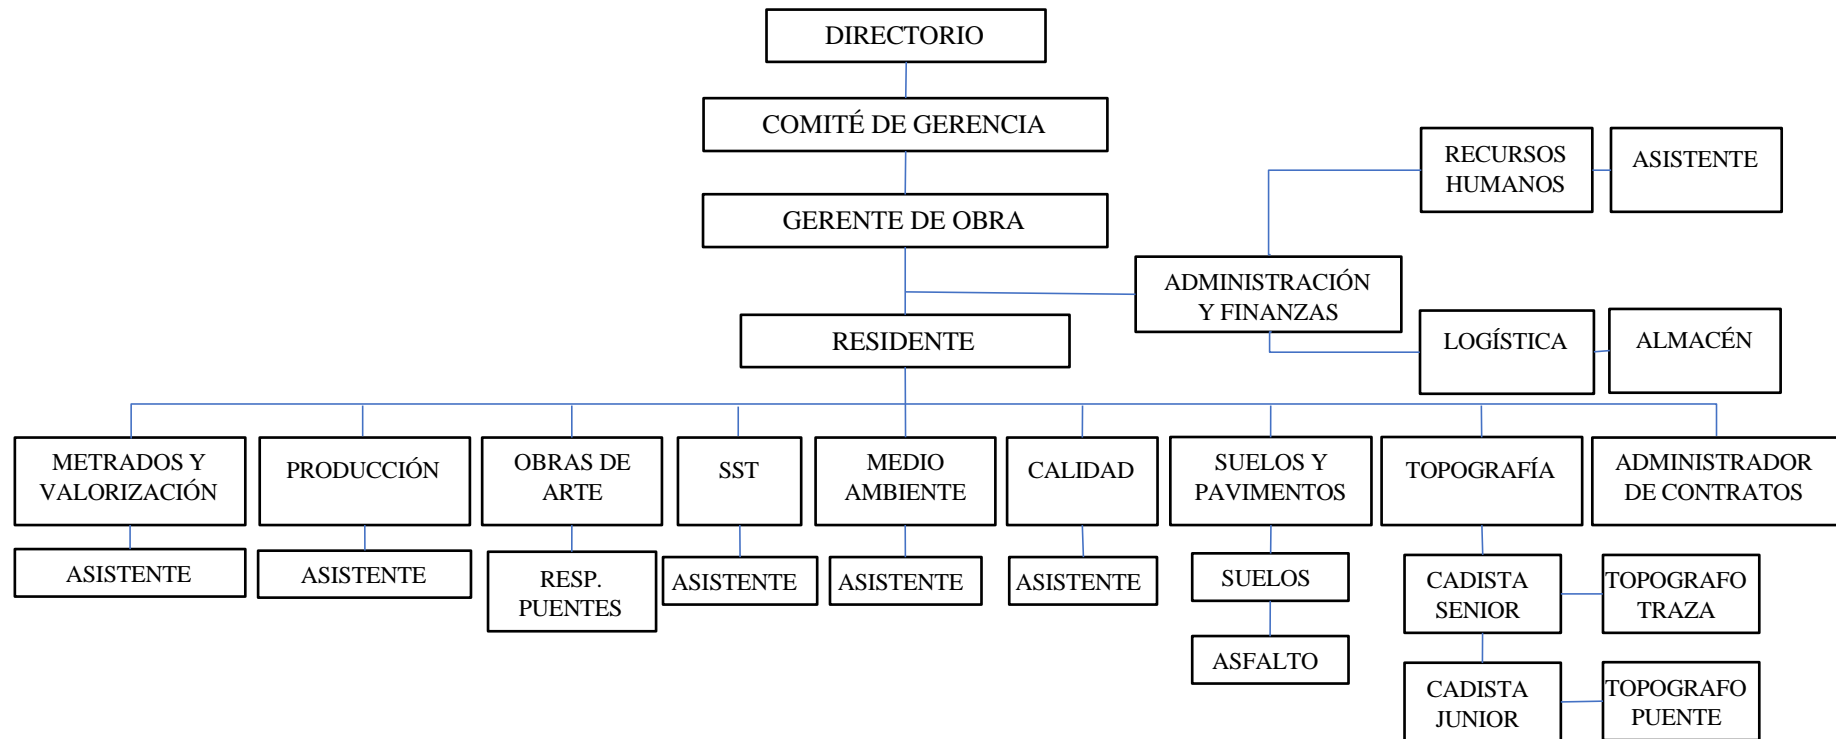 DIRECTORIO
COMITÉ DE GERENCIA
RECURSOS
HUMANOS
ASISTENTE
GERENTE DE OBRA
ADMINISTRACIÓN
Y FINANZAS
RESIDENTE
LOGÍSTICA
ALMACÉN
METRADOS Y
VALORIZACIÓN
PRODUCCIÓN
OBRAS DE
ARTE
SST
MEDIO
AMBIENTE
CALIDAD
SUELOS Y
PAVIMENTOS
TOPOGRAFÍA
ADMINISTRADOR
DE CONTRATOS
ASISTENTE
ASISTENTE
RESP.
PUENTES
ASISTENTE
ASISTENTE
ASISTENTE
SUELOS
CADISTA
SENIOR
TOPOGRAFO
TRAZA
ASFALTO
CADISTA
JUNIOR
TOPOGRAFO
PUENTE